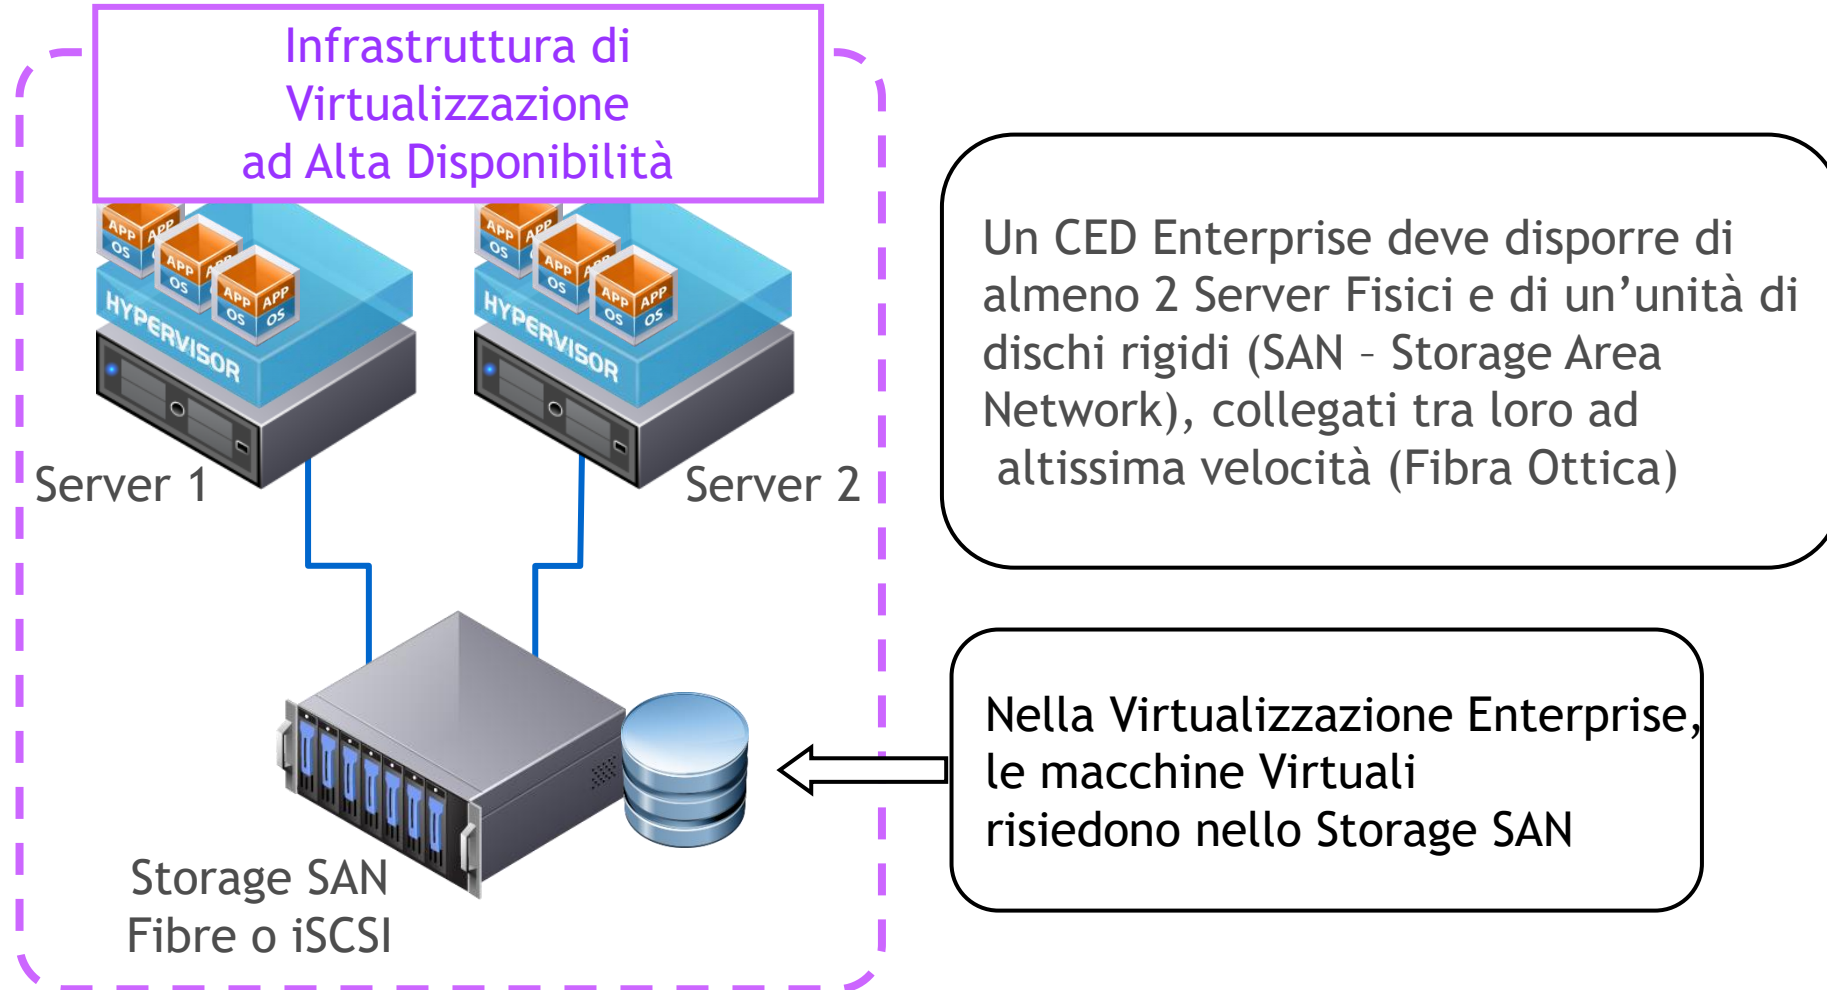 Infrastruttura di
Virtualizzazione
ad Alta Disponibilità
APP APP
OS
APP
OS
APP APP
OS OS
HYPERVISOR
APP APP
OS
APP
OS
APP APP
OS OS
HYPERVISOR
Server 1
Server 2
Storage SAN
Fibre o iSCSI
Un CED Enterprise deve disporre di
almeno 2 Server Fisici e di un’unità di
dischi rigidi (SAN – Storage Area
Network), collegati tra loro ad
altissima velocità (Fibra Ottica)
Nella Virtualizzazione Enterprise,
le macchine Virtuali
risiedono nello Storage SAN